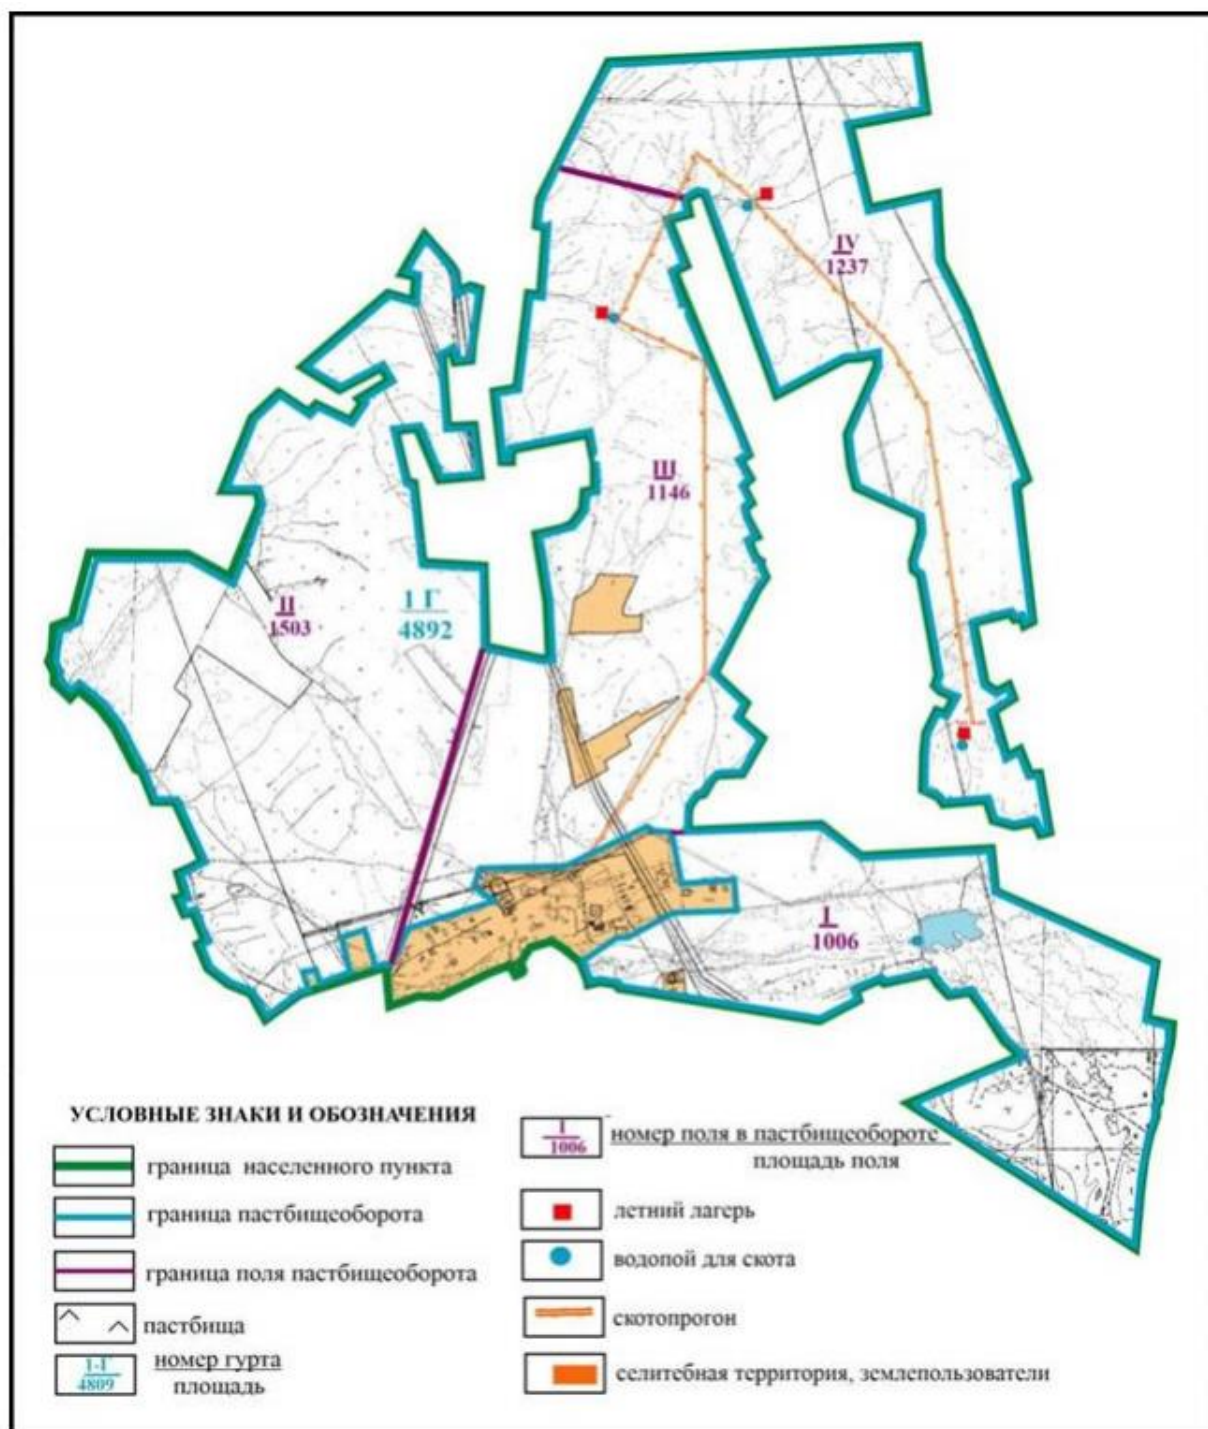 IV
1237
III
1146
II
1503
1 Г
4892
I
1006
УСЛОВНЫЕ ЗНАКИ И ОБОЗНАЧЕНИЯ
граница населенного пункта
граница пастбищеоборота
граница поля пастбищеоборота
пастбища
1-Г
4809
номер гурта
площадь
I
1006
номер поля в пастбищеобороте
площадь поля
летний лагерь
водопой для скота
скотопрогон
селитебная территория, землепользователи